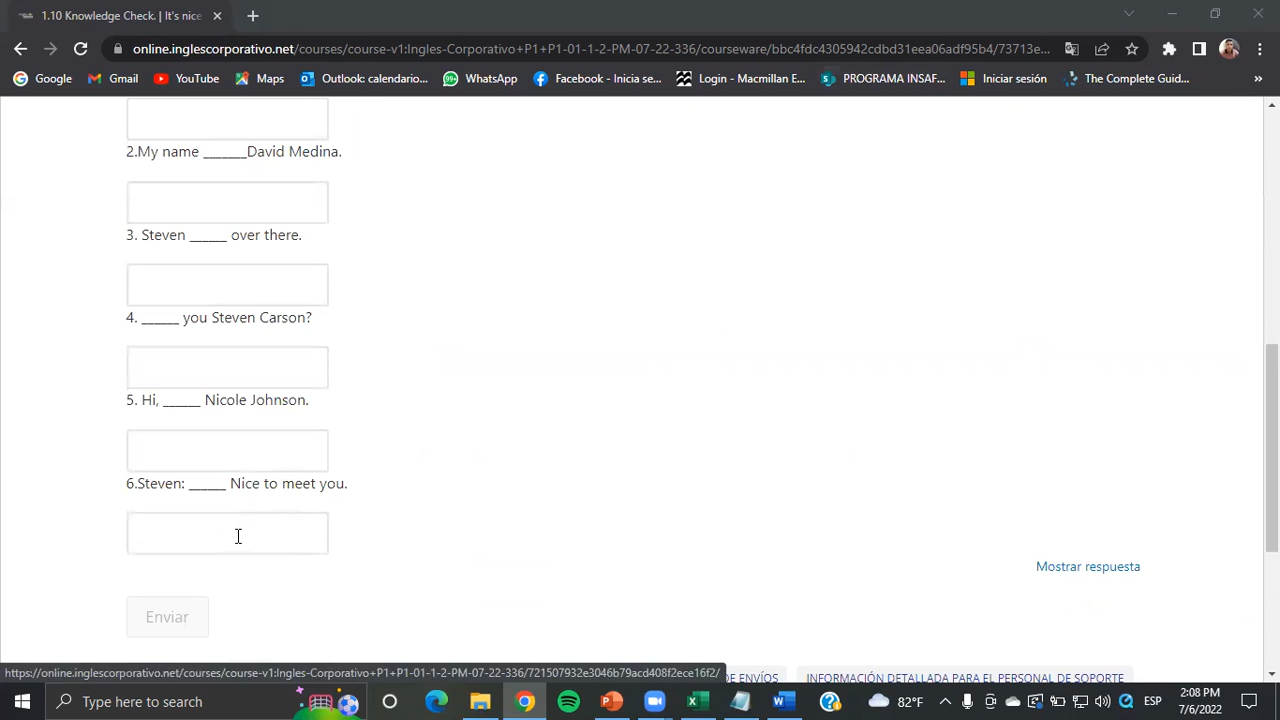 1.10 Knowledge Check. | It's nice
online.inglescorporativo.net/courses/course-v1:Ingles-Corporativo+P1+P1-01-1-2-PM-07-22-336/courseware/bbc4fdc4305942cdbd31eea06adf95b4/73713e...
Google Gmail YouTube Maps Outlook: calendario... 99+ WhatsApp Facebook - Inicia se... Login - Macmillan E... PROGRAMA INSAF... Iniciar sesión The Complete Guid... »
2.My name _______David Medina.
3. Steven ______ over there.
4. ______ you Steven Carson?
5. Hi, ______ Nicole Johnson.
6.Steven: ______ Nice to meet you.
Mostrar respuesta
Enviar
https://online.inglescorporativo.net/courses/course-v1:Ingles-Corporativo+P1+P1-01-1-2-PM-07-22-336/721507932e3046b79acd408f2ece16f2/ DE ENVÍOS INFORMACIÓN DETALLADA PARA EL PERSONAL DE SOPORTE
Type here to search 82°F ESP 2:08 PM
7/6/2022